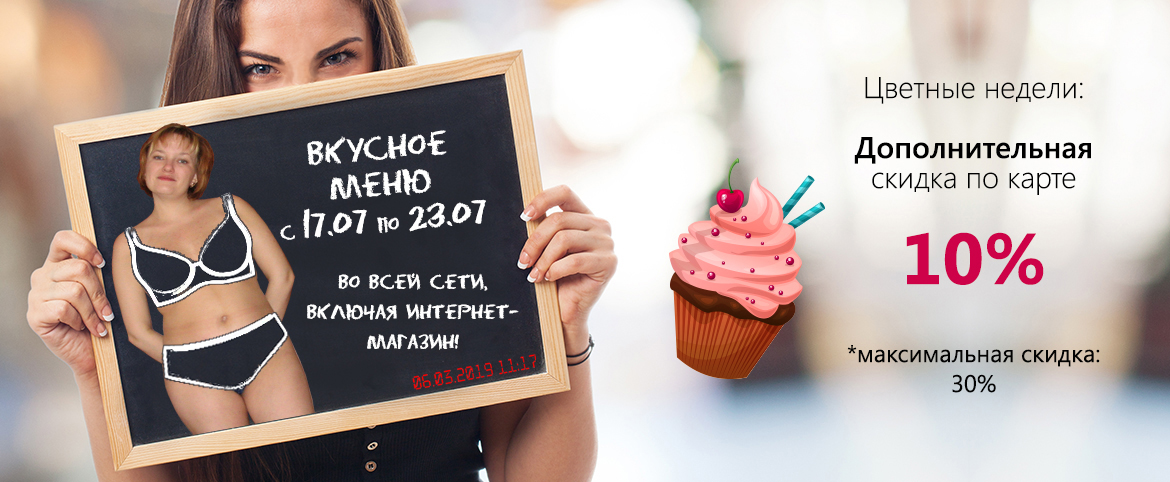 ВКУСНОЕ
МЕНЮ
С 17.07 по 23.07
ВО ВСЕЙ СЕТИ,
ВКЛЮЧАЯ ИНТЕРНЕТ-
МАГАЗИН!
06.03.2019 11:17
Цветные недели:
Дополнительная
скидка по карте
10%
*максимальная скидка:
30%